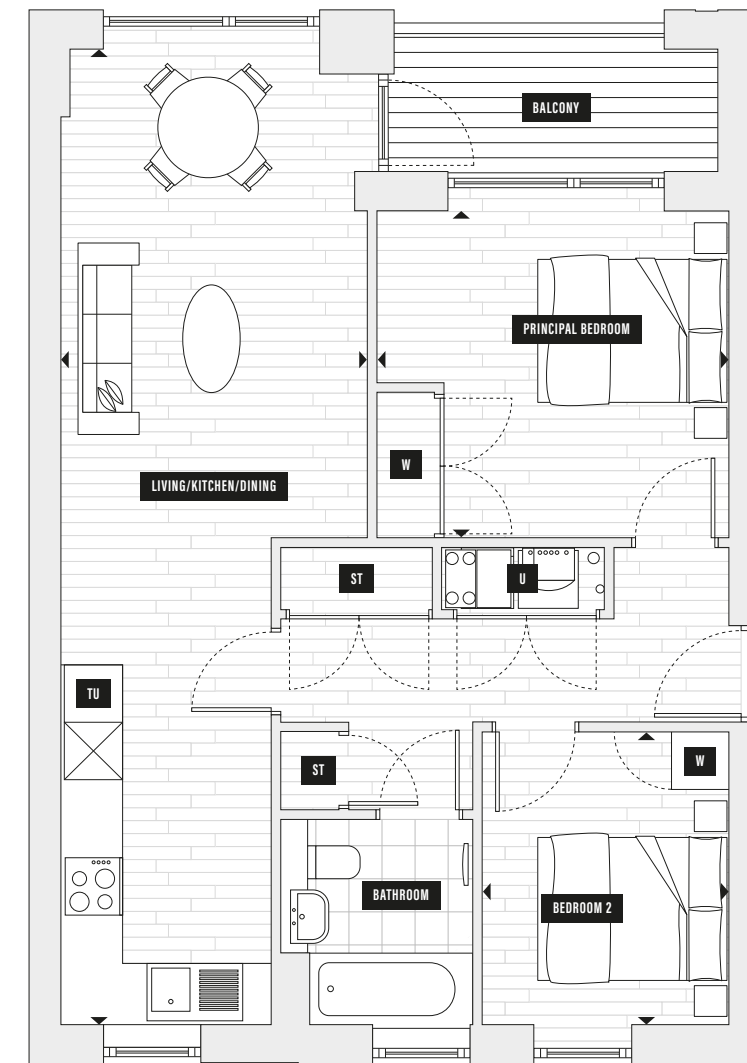 BALCONY
PRINCIPAL BEDROOM
W
LIVING/KITCHEN/DINING
ST
U
TU
ST
W
BATHROOM
BEDROOM 2